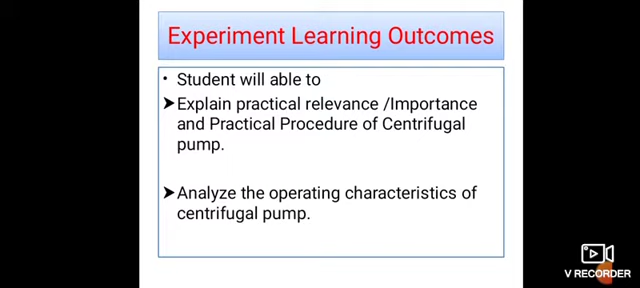 Experiment Learning Outcomes
• Student will able to
➤Explain practical relevance /Importance
and Practical Procedure of Centrifugal
pump.
➤Analyze the operating characteristics of
centrifugal pump.
V RECORDER